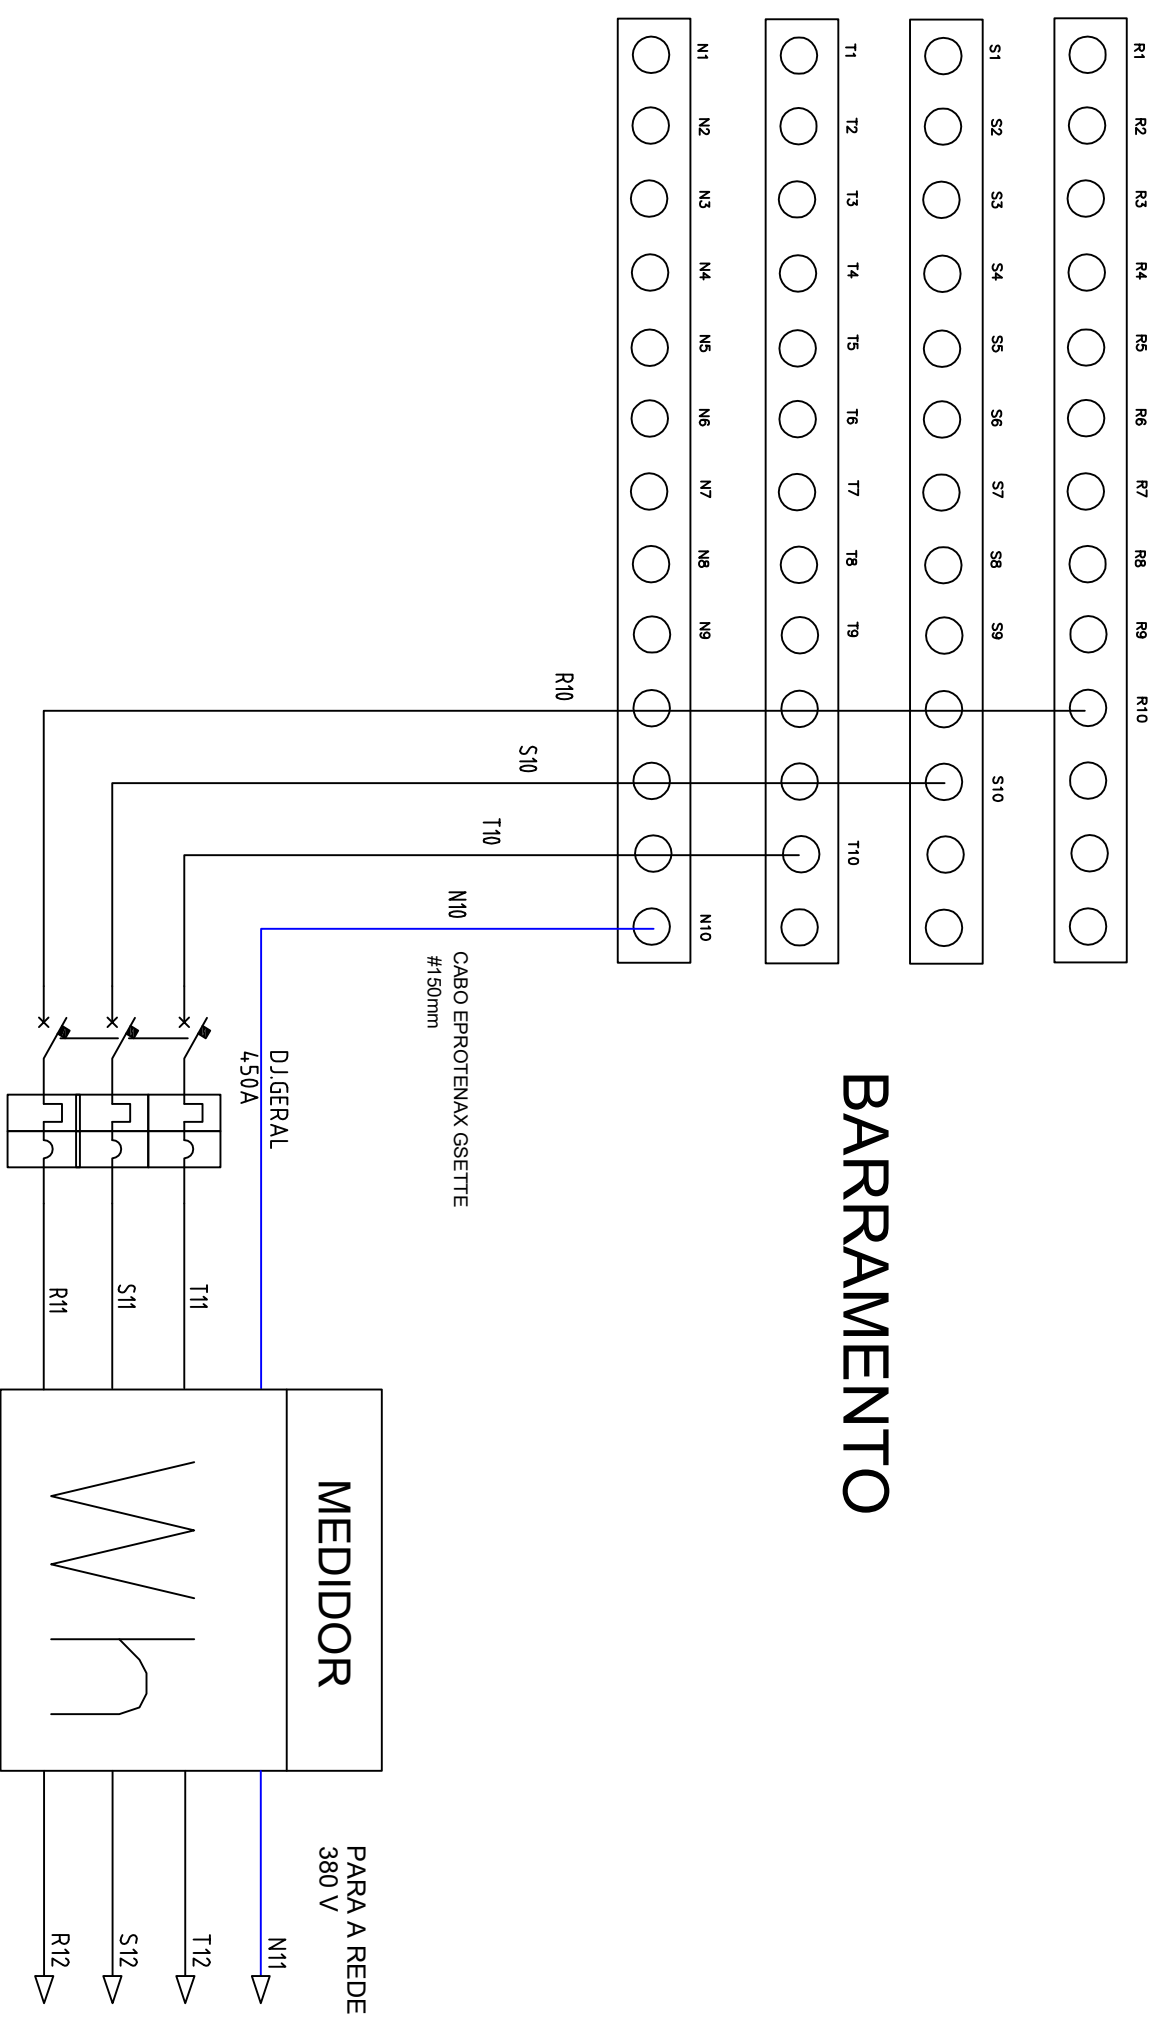 R1
R2
R3
R4
R5
R6
R7
R8
R9
R10
S1
S2
S3
S4
S5
S6
S7
S8
S9
S10
T1
T2
T3
T4
T5
T6
T7
T8
T9
T10
N1
N2
N3
N4
N5
N6
N7
N8
N9
N10
BARRAMENTO
R10
S10
T10
N10
CABO EPROTENAX GSETTE
#150mm
DJ.GERAL
450A
T11
S11
R11
MEDIDOR
Wh
PARA A REDE
380 V
N11
T12
S12
R12